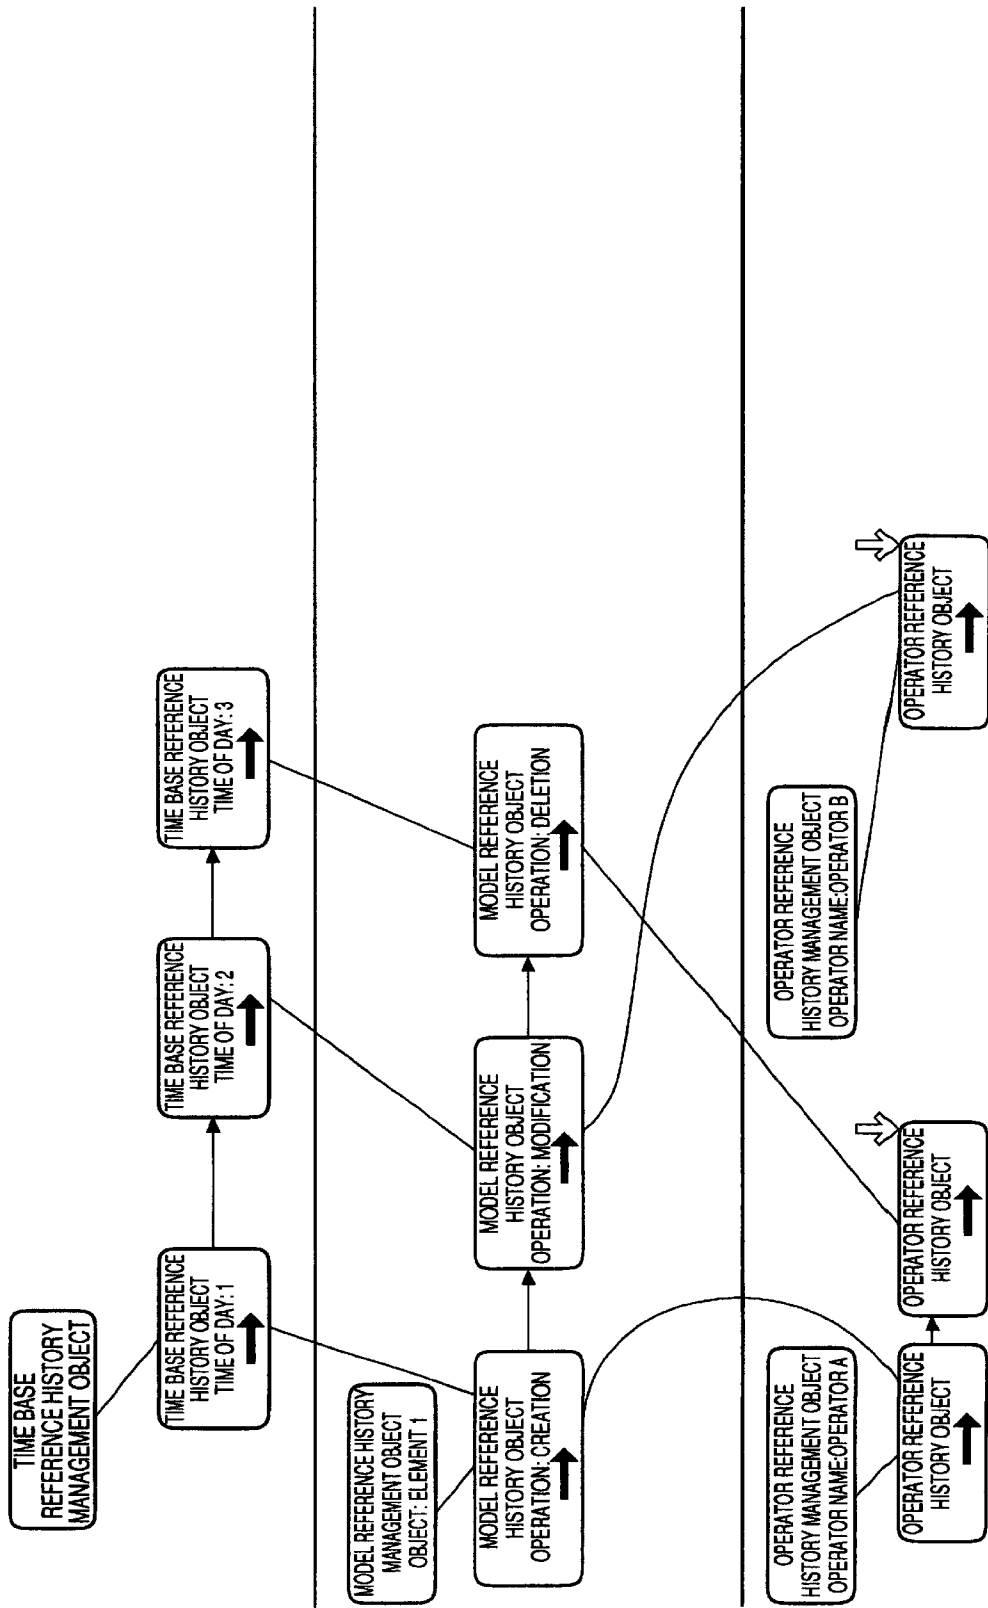 TIME BASE
REFERENCE HISTORY
MANAGEMENT OBJECT
TIME BASE REFERENCE
HISTORY OBJECT
TIME OF DAY: 1
TIME BASE REFERENCE
HISTORY OBJECT
TIME OF DAY: 2
TIME BASE REFERENCE
HISTORY OBJECT
TIME OF DAY: 3
MODEL REFERENCE HISTORY
MANAGEMENT OBJECT
OBJECT: ELEMENT 1
MODEL REFERENCE
HISTORY OBJECT
OPERATION: CREATION
MODEL REFERENCE
HISTORY OBJECT
OPERATION: MODIFICATION
MODEL REFERENCE
HISTORY OBJECT
OPERATION: DELETION
OPERATOR REFERENCE
HISTORY MANAGEMENT OBJECT
OPERATOR NAME:OPERATOR A
OPERATOR REFERENCE
HISTORY OBJECT
OPERATOR REFERENCE
HISTORY OBJECT
OPERATOR REFERENCE
HISTORY MANAGEMENT OBJECT
OPERATOR NAME:OPERATOR B
OPERATOR REFERENCE
HISTORY OBJECT